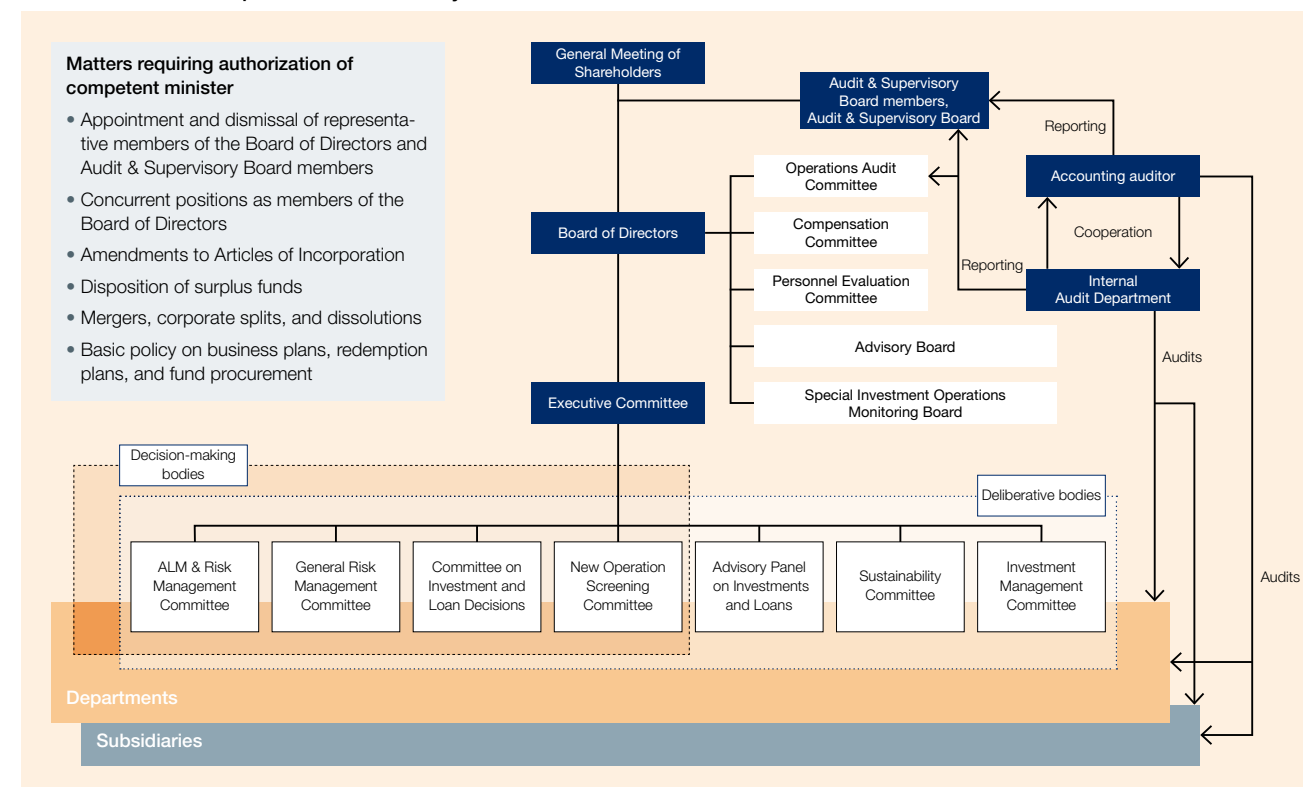 Matters requiring authorization of
competent minister
• Appointment and dismissal of representa-
tive members of the Board of Directors and
Audit & Supervisory Board members
• Concurrent positions as members of the
Board of Directors
• Amendments to Articles of Incorporation
• Disposition of surplus funds
• Mergers, corporate splits, and dissolutions
• Basic policy on business plans, redemption
plans, and fund procurement
General Meeting of
Shareholders
Audit & Supervisory
Board members,
Audit & Supervisory Board
Reporting
Operations Audit
Committee
Accounting auditor
Board of Directors
Compensation
Committee
Cooperation
Reporting
Personnel Evaluation
Committee
Internal
Audit Department
Advisory Board
Audits
Executive Committee
Special Investment Operations
Monitoring Board
Decision-making
bodies
Deliberative bodies
ALM & Risk
Management
Committee
General Risk
Management
Committee
Committee on
Investment and
Loan Decisions
New Operation
Screening
Committee
Advisory Panel
on Investments
and Loans
Sustainability
Committee
Investment
Management
Committee
Audits
Departments
Subsidiaries